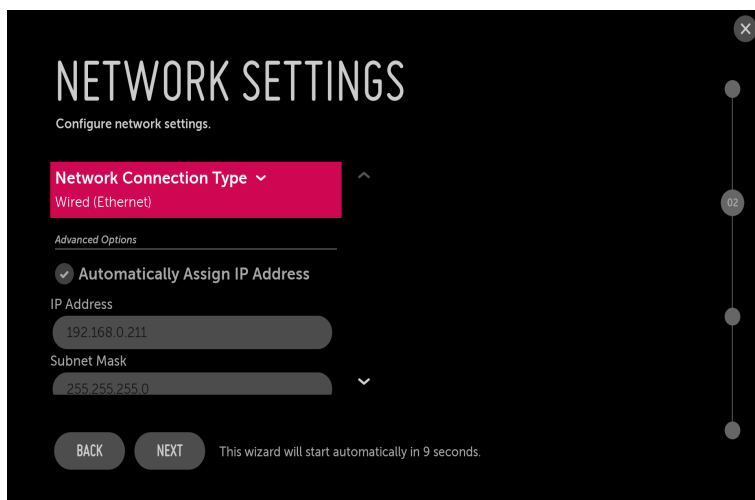 NETWORK SETTINGS
Configure network settings.
Network Connection Type
Wired (Ethernet)
02
Advanced Options
Automatically Assign IP Address
IP Address
192.168.0.211
Subnet Mask
255.255.255.0
BACK
NEXT
This wizard will start automatically in 9 seconds.